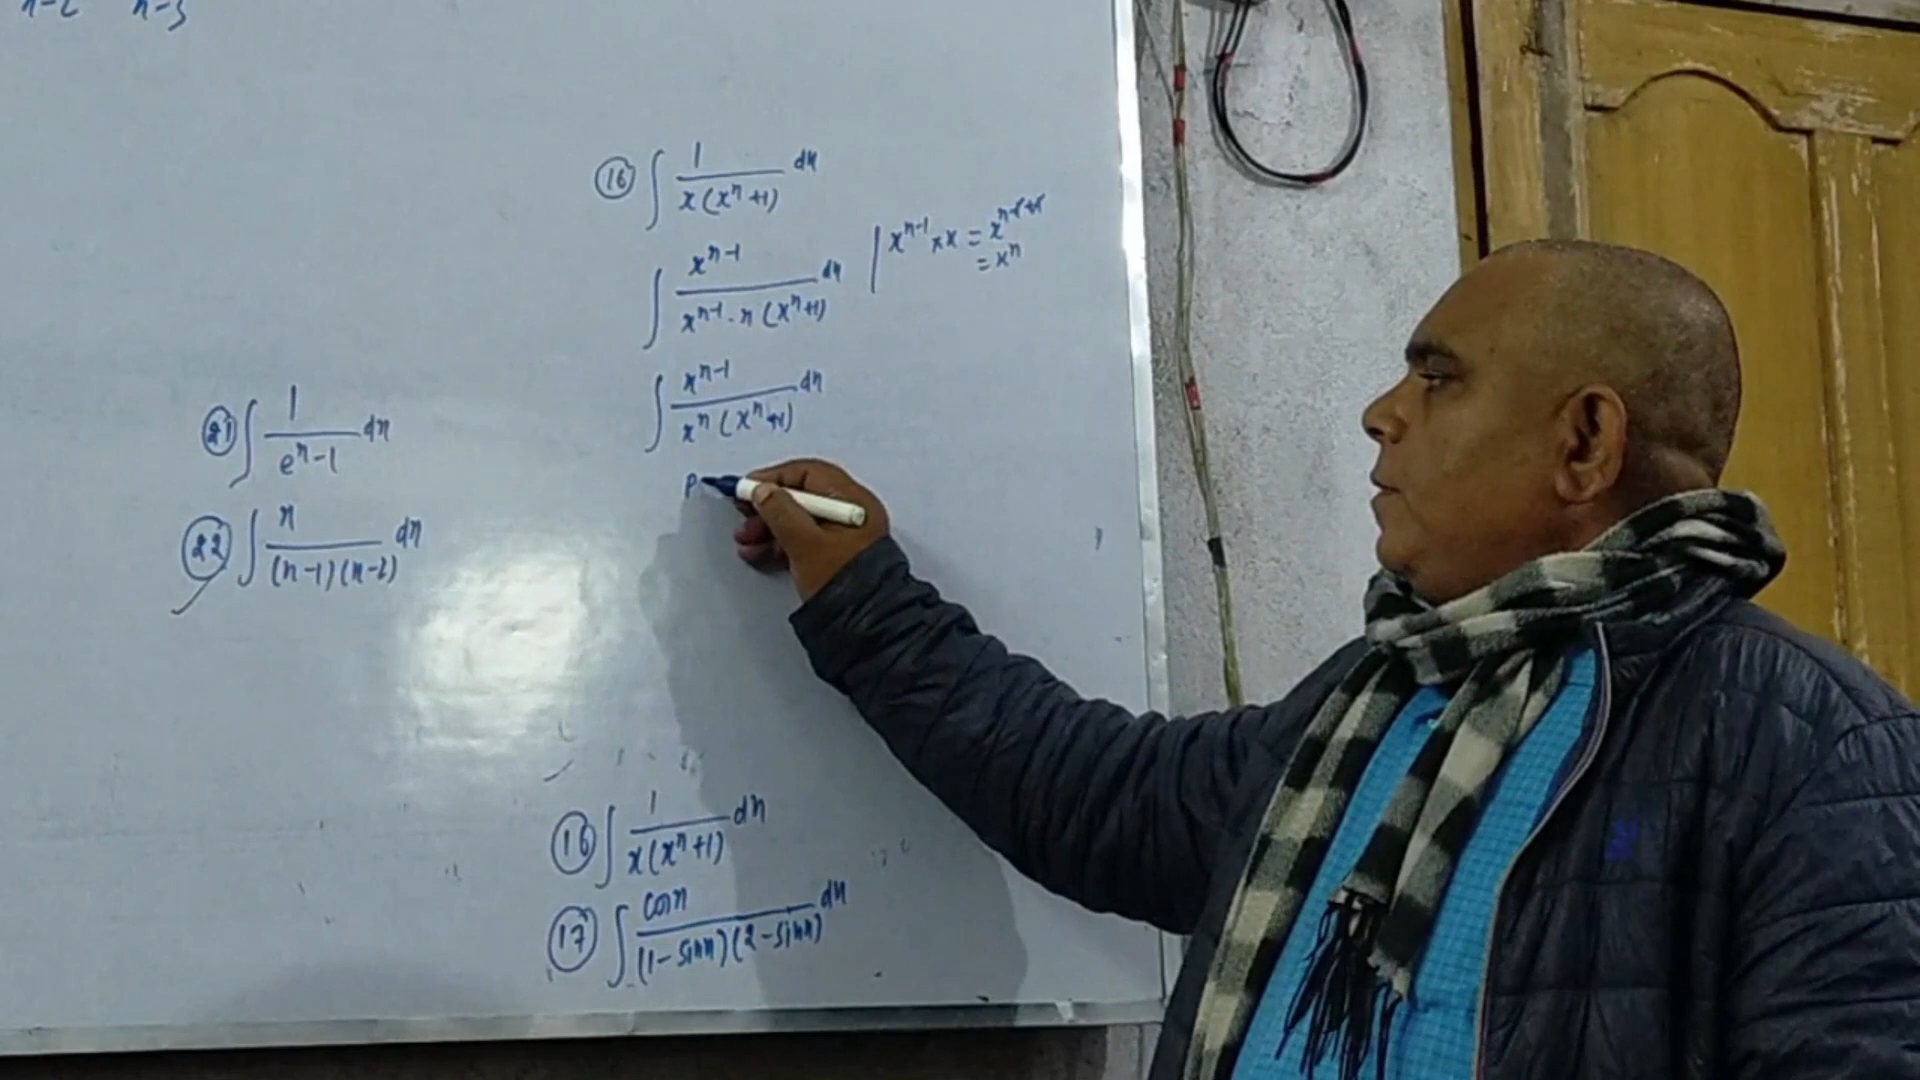 n-2 n-3
(16) ∫ 1 / x(xⁿ+1) dx
∫ xⁿ⁻¹ / xⁿ⁻¹ · x (xⁿ+1) dx | xⁿ⁻¹ × x = xⁿ⁻¹⁺¹
= xⁿ
∫ xⁿ⁻¹ / xⁿ (xⁿ+1) dx
P
(21) ∫ 1 / eˣ-1 dx
(22) ∫ x / (x-1)(x-2) dx
(16) ∫ 1 / x(xⁿ+1) dx
(17) ∫ cosx / (1-sinx)(2-sinx) dx